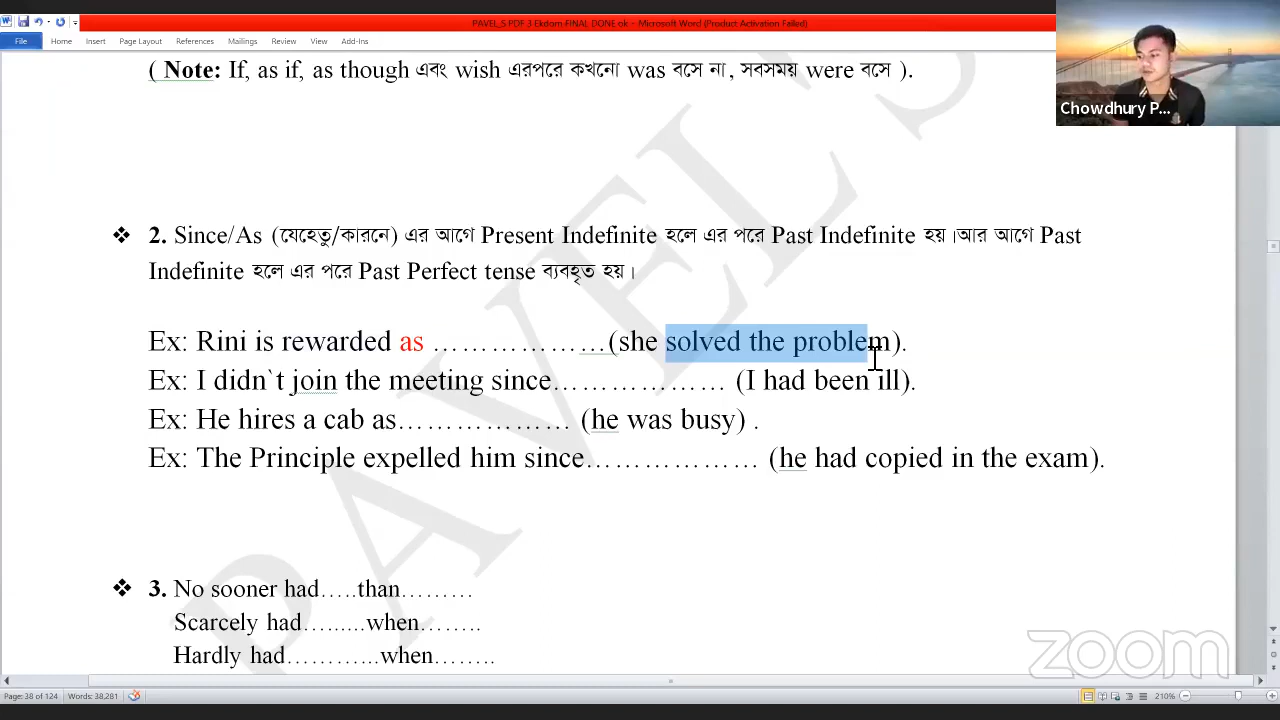 PAVEL_S PDF 3 Ekdom FINAL DONE ok - Microsoft Word (Product Activation Failed)
File Home Insert Page Layout References Mailings Review View Add-Ins
( Note: If, as if, as though এবং wish এরপরে কখনো was বসে না, সবসময় were বসে ).
Chowdhury P...
❖ 2. Since/As (যেহেতু/কারনে) এর আগে Present Indefinite হলে এর পরে Past Indefinite হয়।আর আগে Past
Indefinite হলে এর পরে Past Perfect tense ব্যবহৃত হয়।
Ex: Rini is rewarded as ………………(she solved the problem).
Ex: I didn`t join the meeting since……………… (I had been ill).
Ex: He hires a cab as……………… (he was busy) .
Ex: The Principle expelled him since……………… (he had copied in the exam).
❖ 3. No sooner had…..than………
Scarcely had…......when……..
Hardly had………...when……..
PAVEL'S
zoom
Page: 38 of 124 Words: 38,281 210%